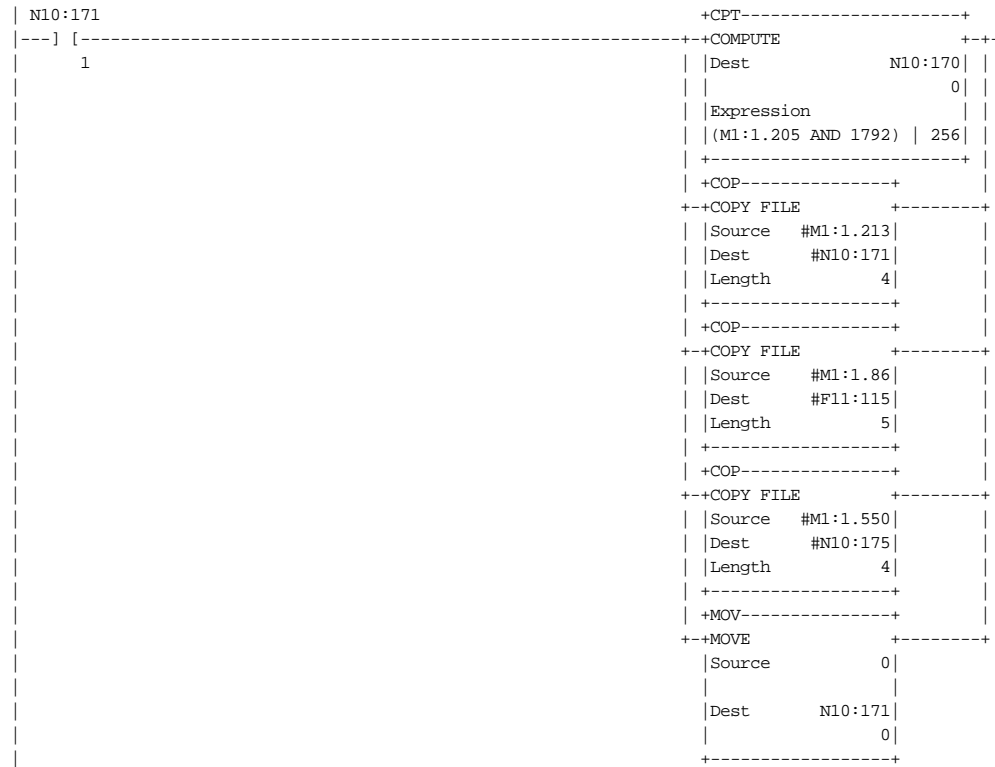 N10:171 +CPT----------------------+
|---] [------------------------------------------------------------+-+COMPUTE +-+-
1 | |Dest N10:170| |
| | 0| |
| |Expression | |
| |(M1:1.205 AND 1792) | 256| |
| +-------------------------+ |
| +COP---------------+ |
+-+COPY FILE +--------+
| |Source #M1:1.213| |
| |Dest #N10:171| |
| |Length 4| |
| +------------------+ |
| +COP---------------+ |
+-+COPY FILE +--------+
| |Source #M1:1.86| |
| |Dest #F11:115| |
| |Length 5| |
| +------------------+ |
| +COP---------------+ |
+-+COPY FILE +--------+
| |Source #M1:1.550| |
| |Dest #N10:175| |
| |Length 4| |
| +------------------+ |
| +MOV---------------+ |
+-+MOVE +--------+
|Source 0|
| |
|Dest N10:171|
| 0|
+------------------+